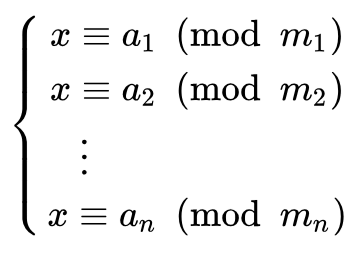 x ≡ a₁ (mod m₁)
x ≡ a₂ (mod m₂)
⋮
x ≡ aₙ (mod mₙ)